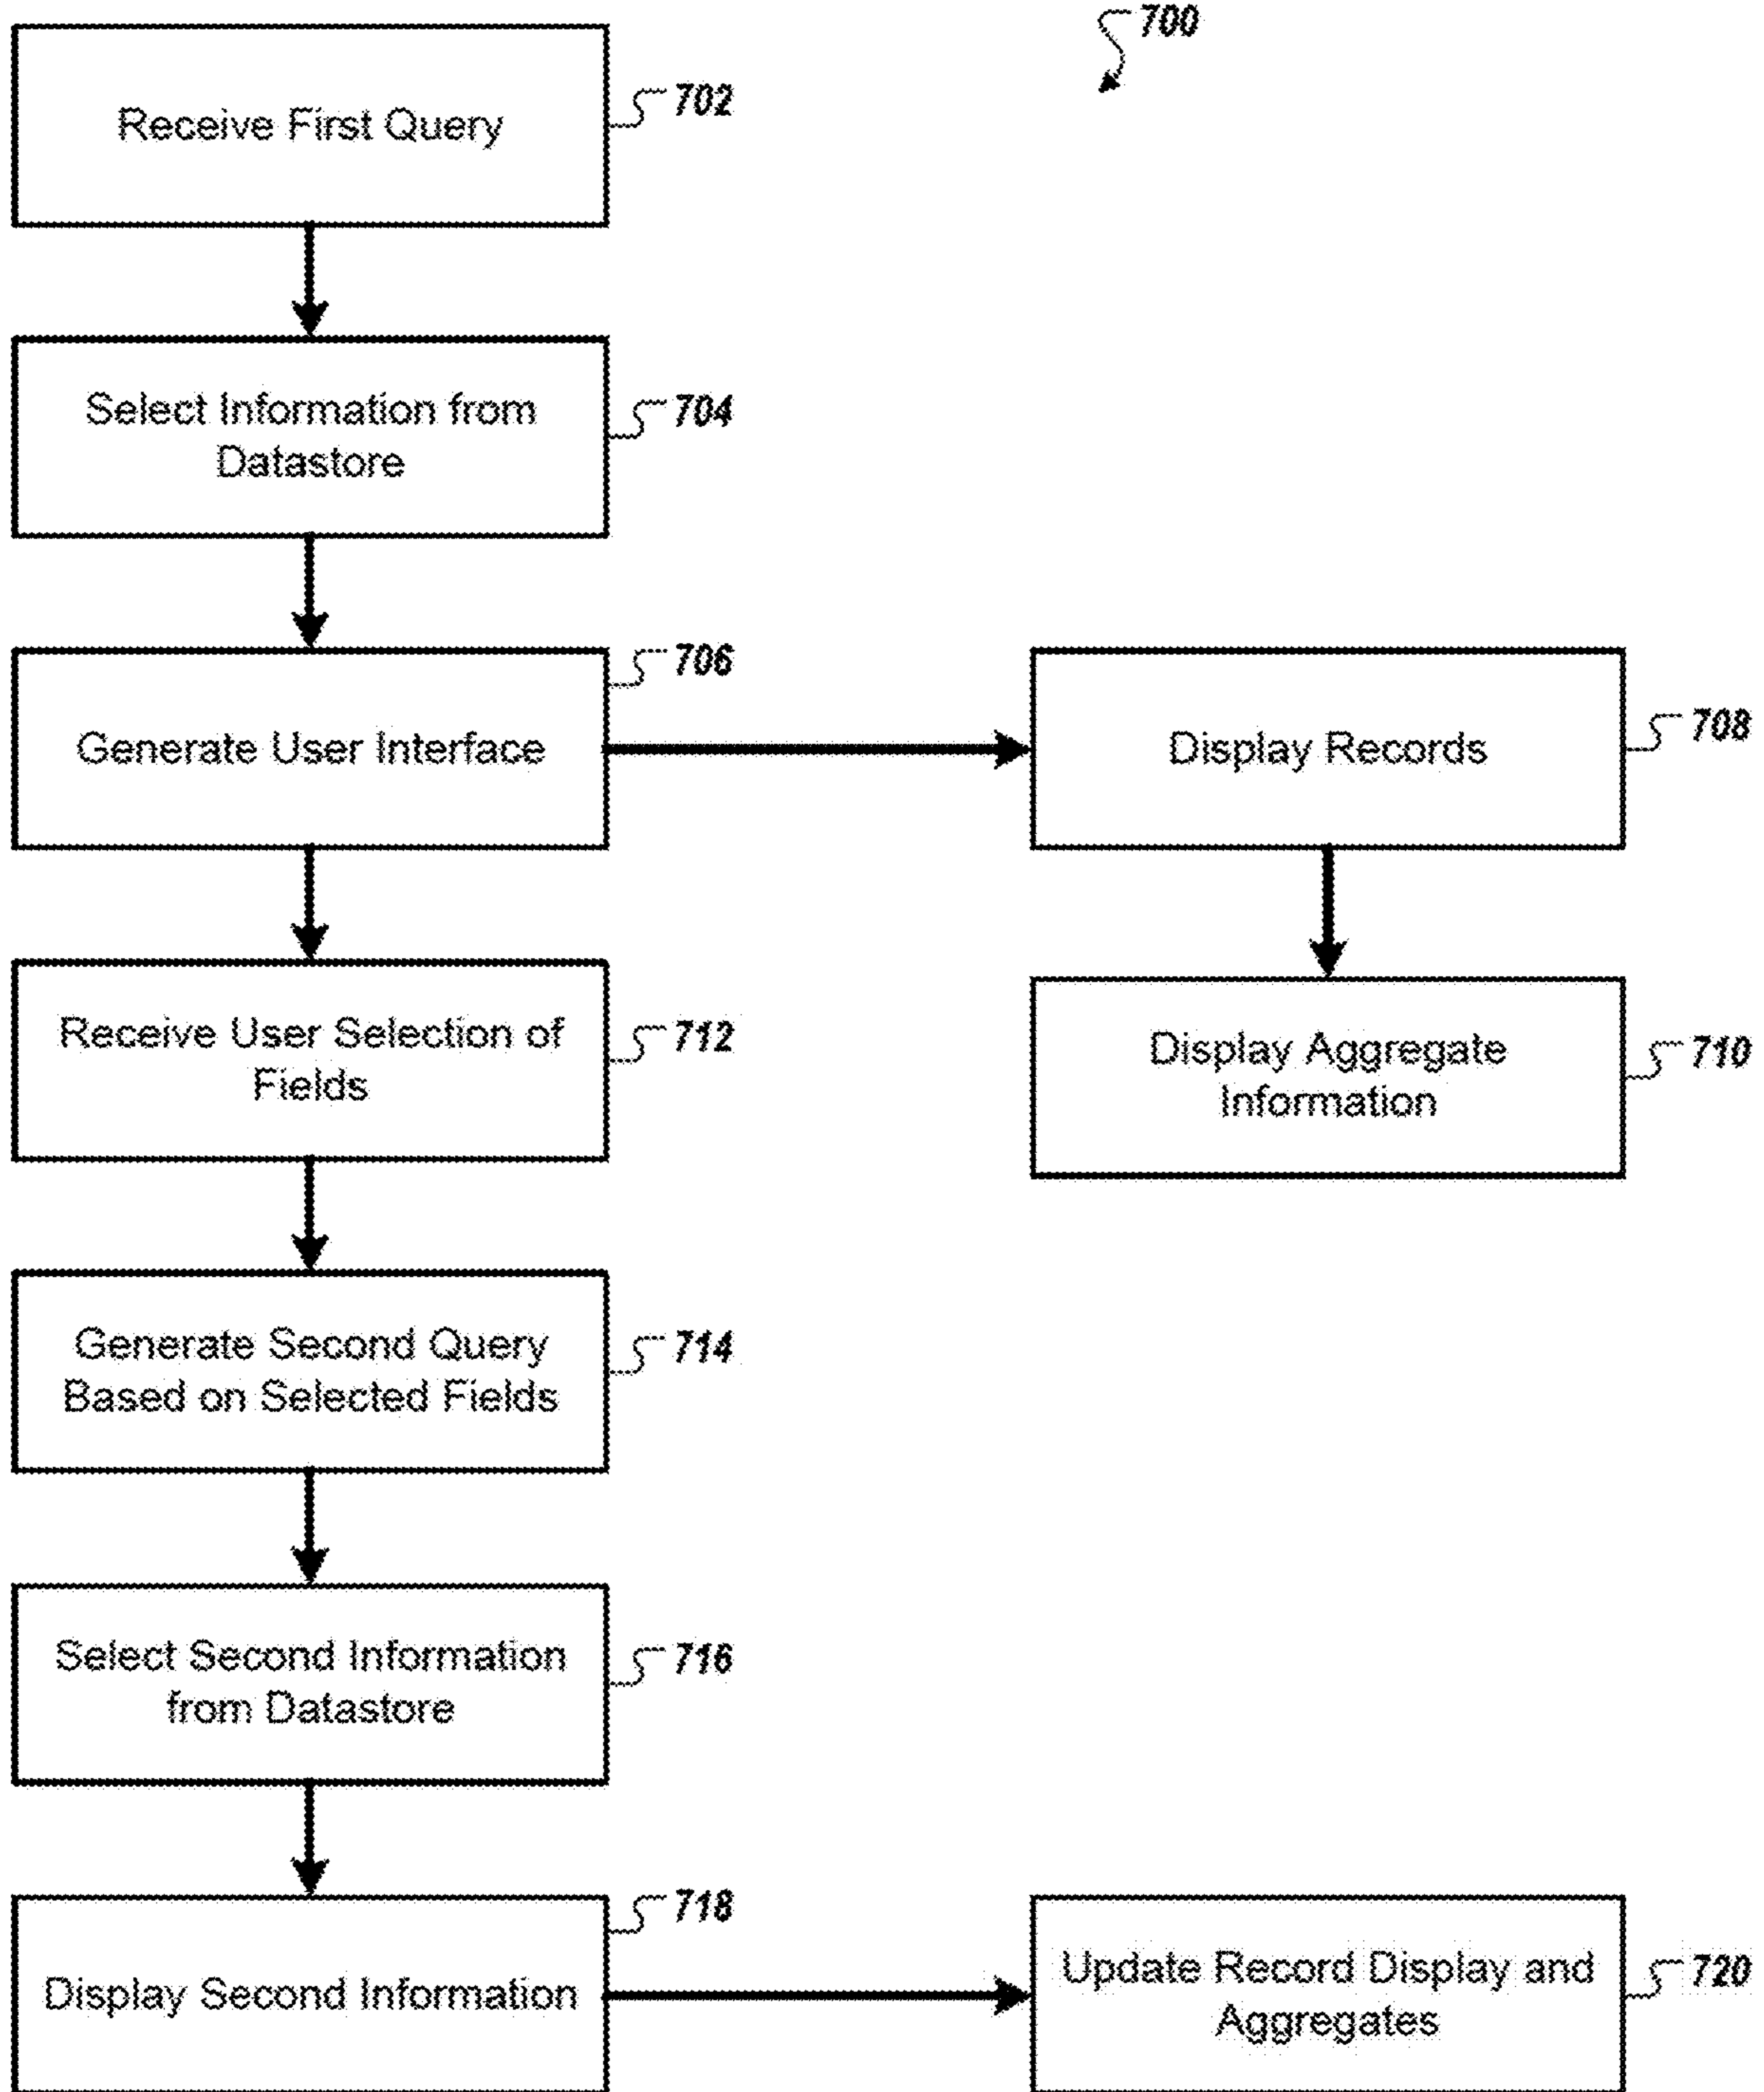 700
Receive First Query
702
Select Information from
Datastore
704
Generate User Interface
706
Display Records
708
Display Aggregate
Information
710
Receive User Selection of
Fields
712
Generate Second Query
Based on Selected Fields
714
Select Second Information
from Datastore
716
Display Second Information
718
Update Record Display and
Aggregates
720